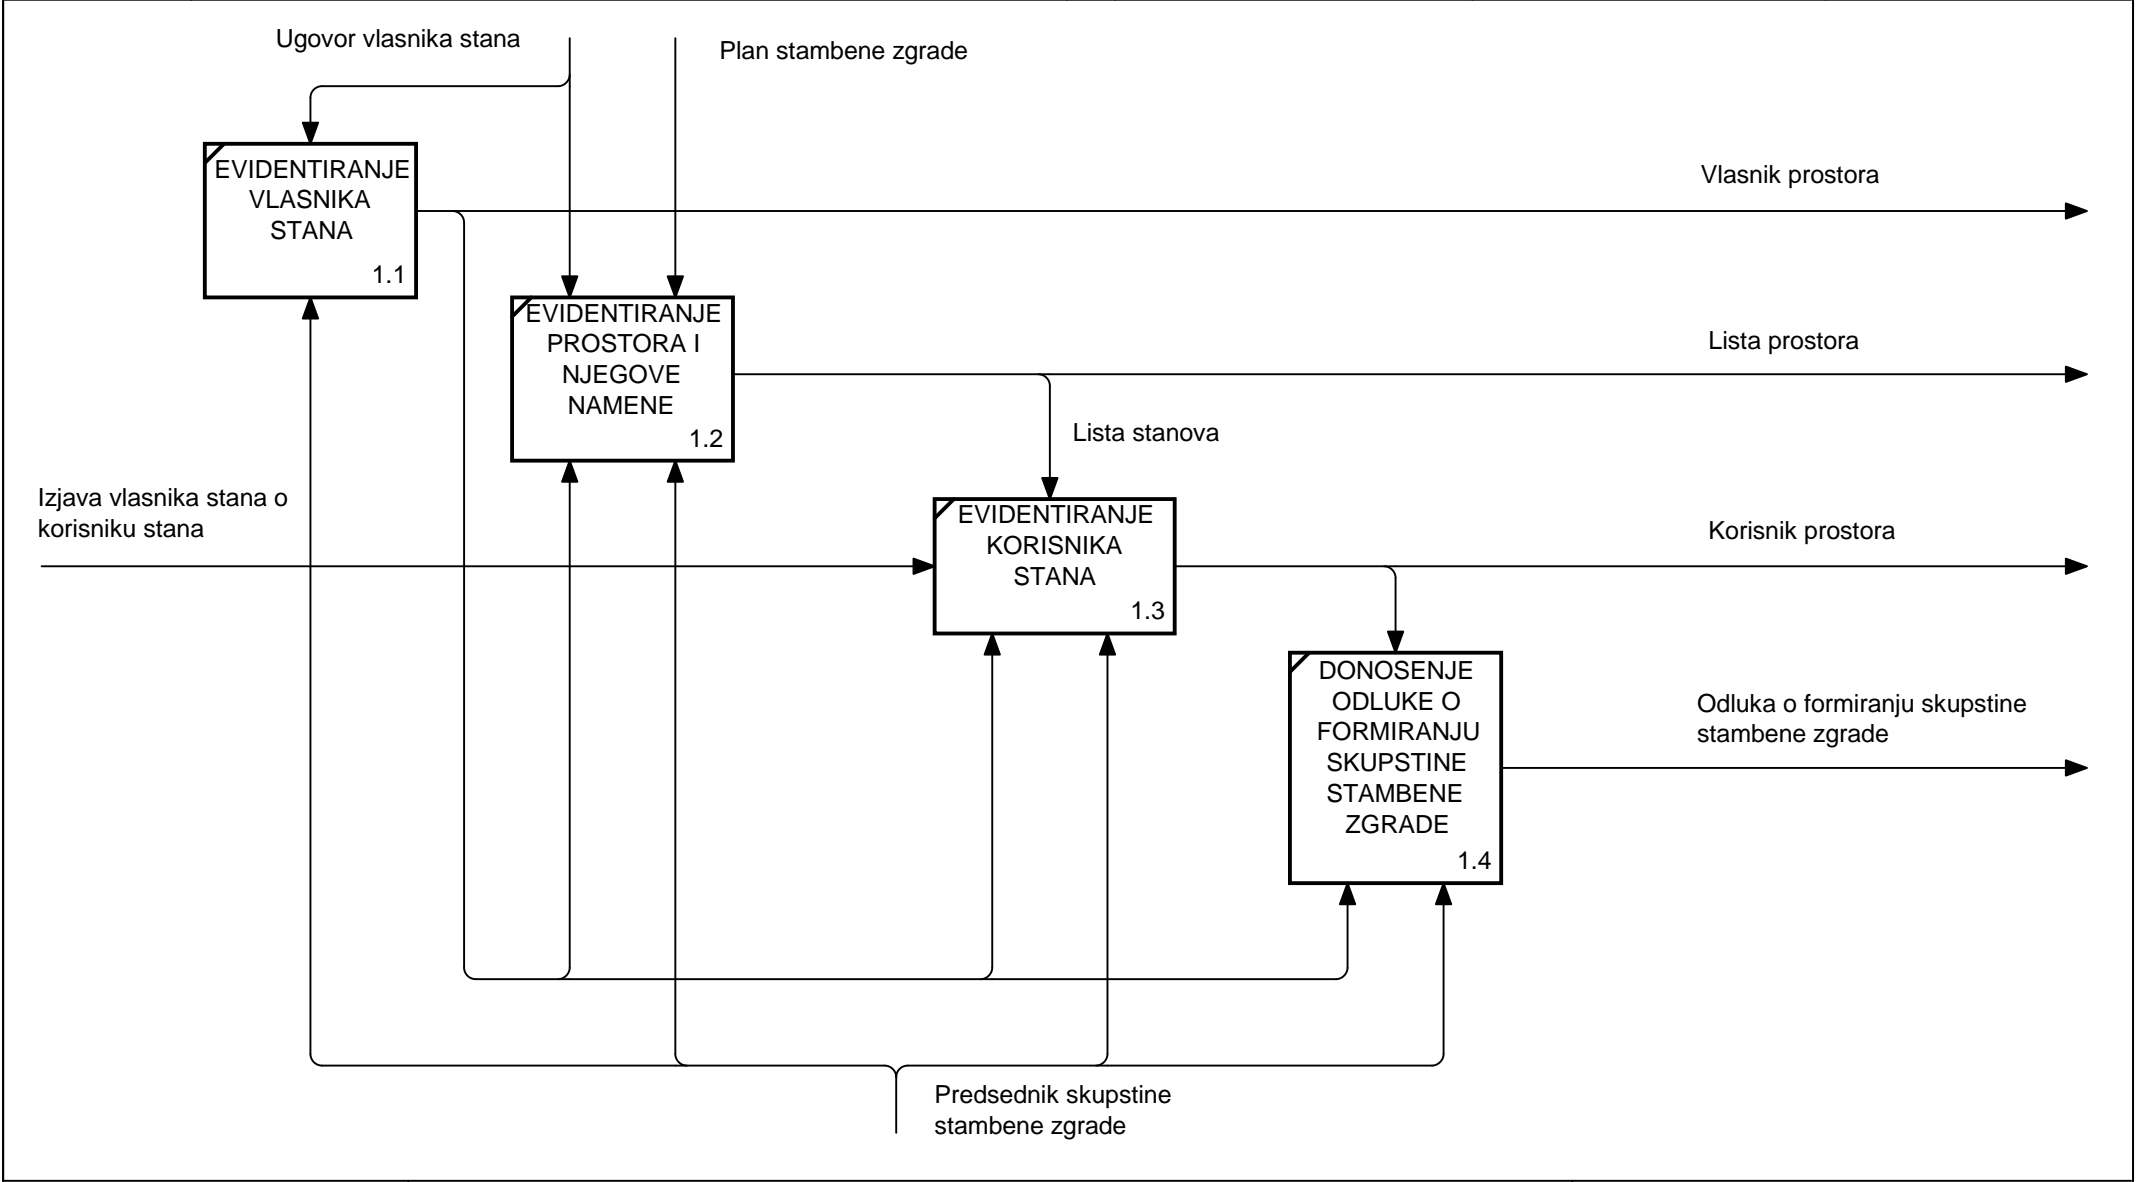 Ugovor vlasnika stana
Plan stambene zgrade
EVIDENTIRANJE
VLASNIKA
STANA
1.1
Vlasnik prostora
EVIDENTIRANJE
PROSTORA I
NJEGOVE
NAMENE
1.2
Lista prostora
Lista stanova
Izjava vlasnika stana o
korisniku stana
EVIDENTIRANJE
KORISNIKA
STANA
1.3
Korisnik prostora
DONOSENJE
ODLUKE O
FORMIRANJU
SKUPSTINE
STAMBENE
ZGRADE
1.4
Odluka o formiranju skupstine
stambene zgrade
Predsednik skupstine
stambene zgrade